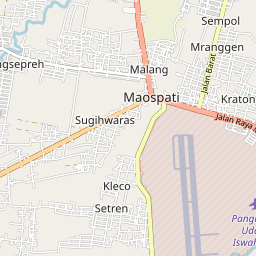 Sempol
Mranggen
ngsepreh
Malang
Jalan Barat
Maospati
Kraton
Sugihwaras
Jalan Raya
Kleco
Setren
Pang
Uda
Iswah